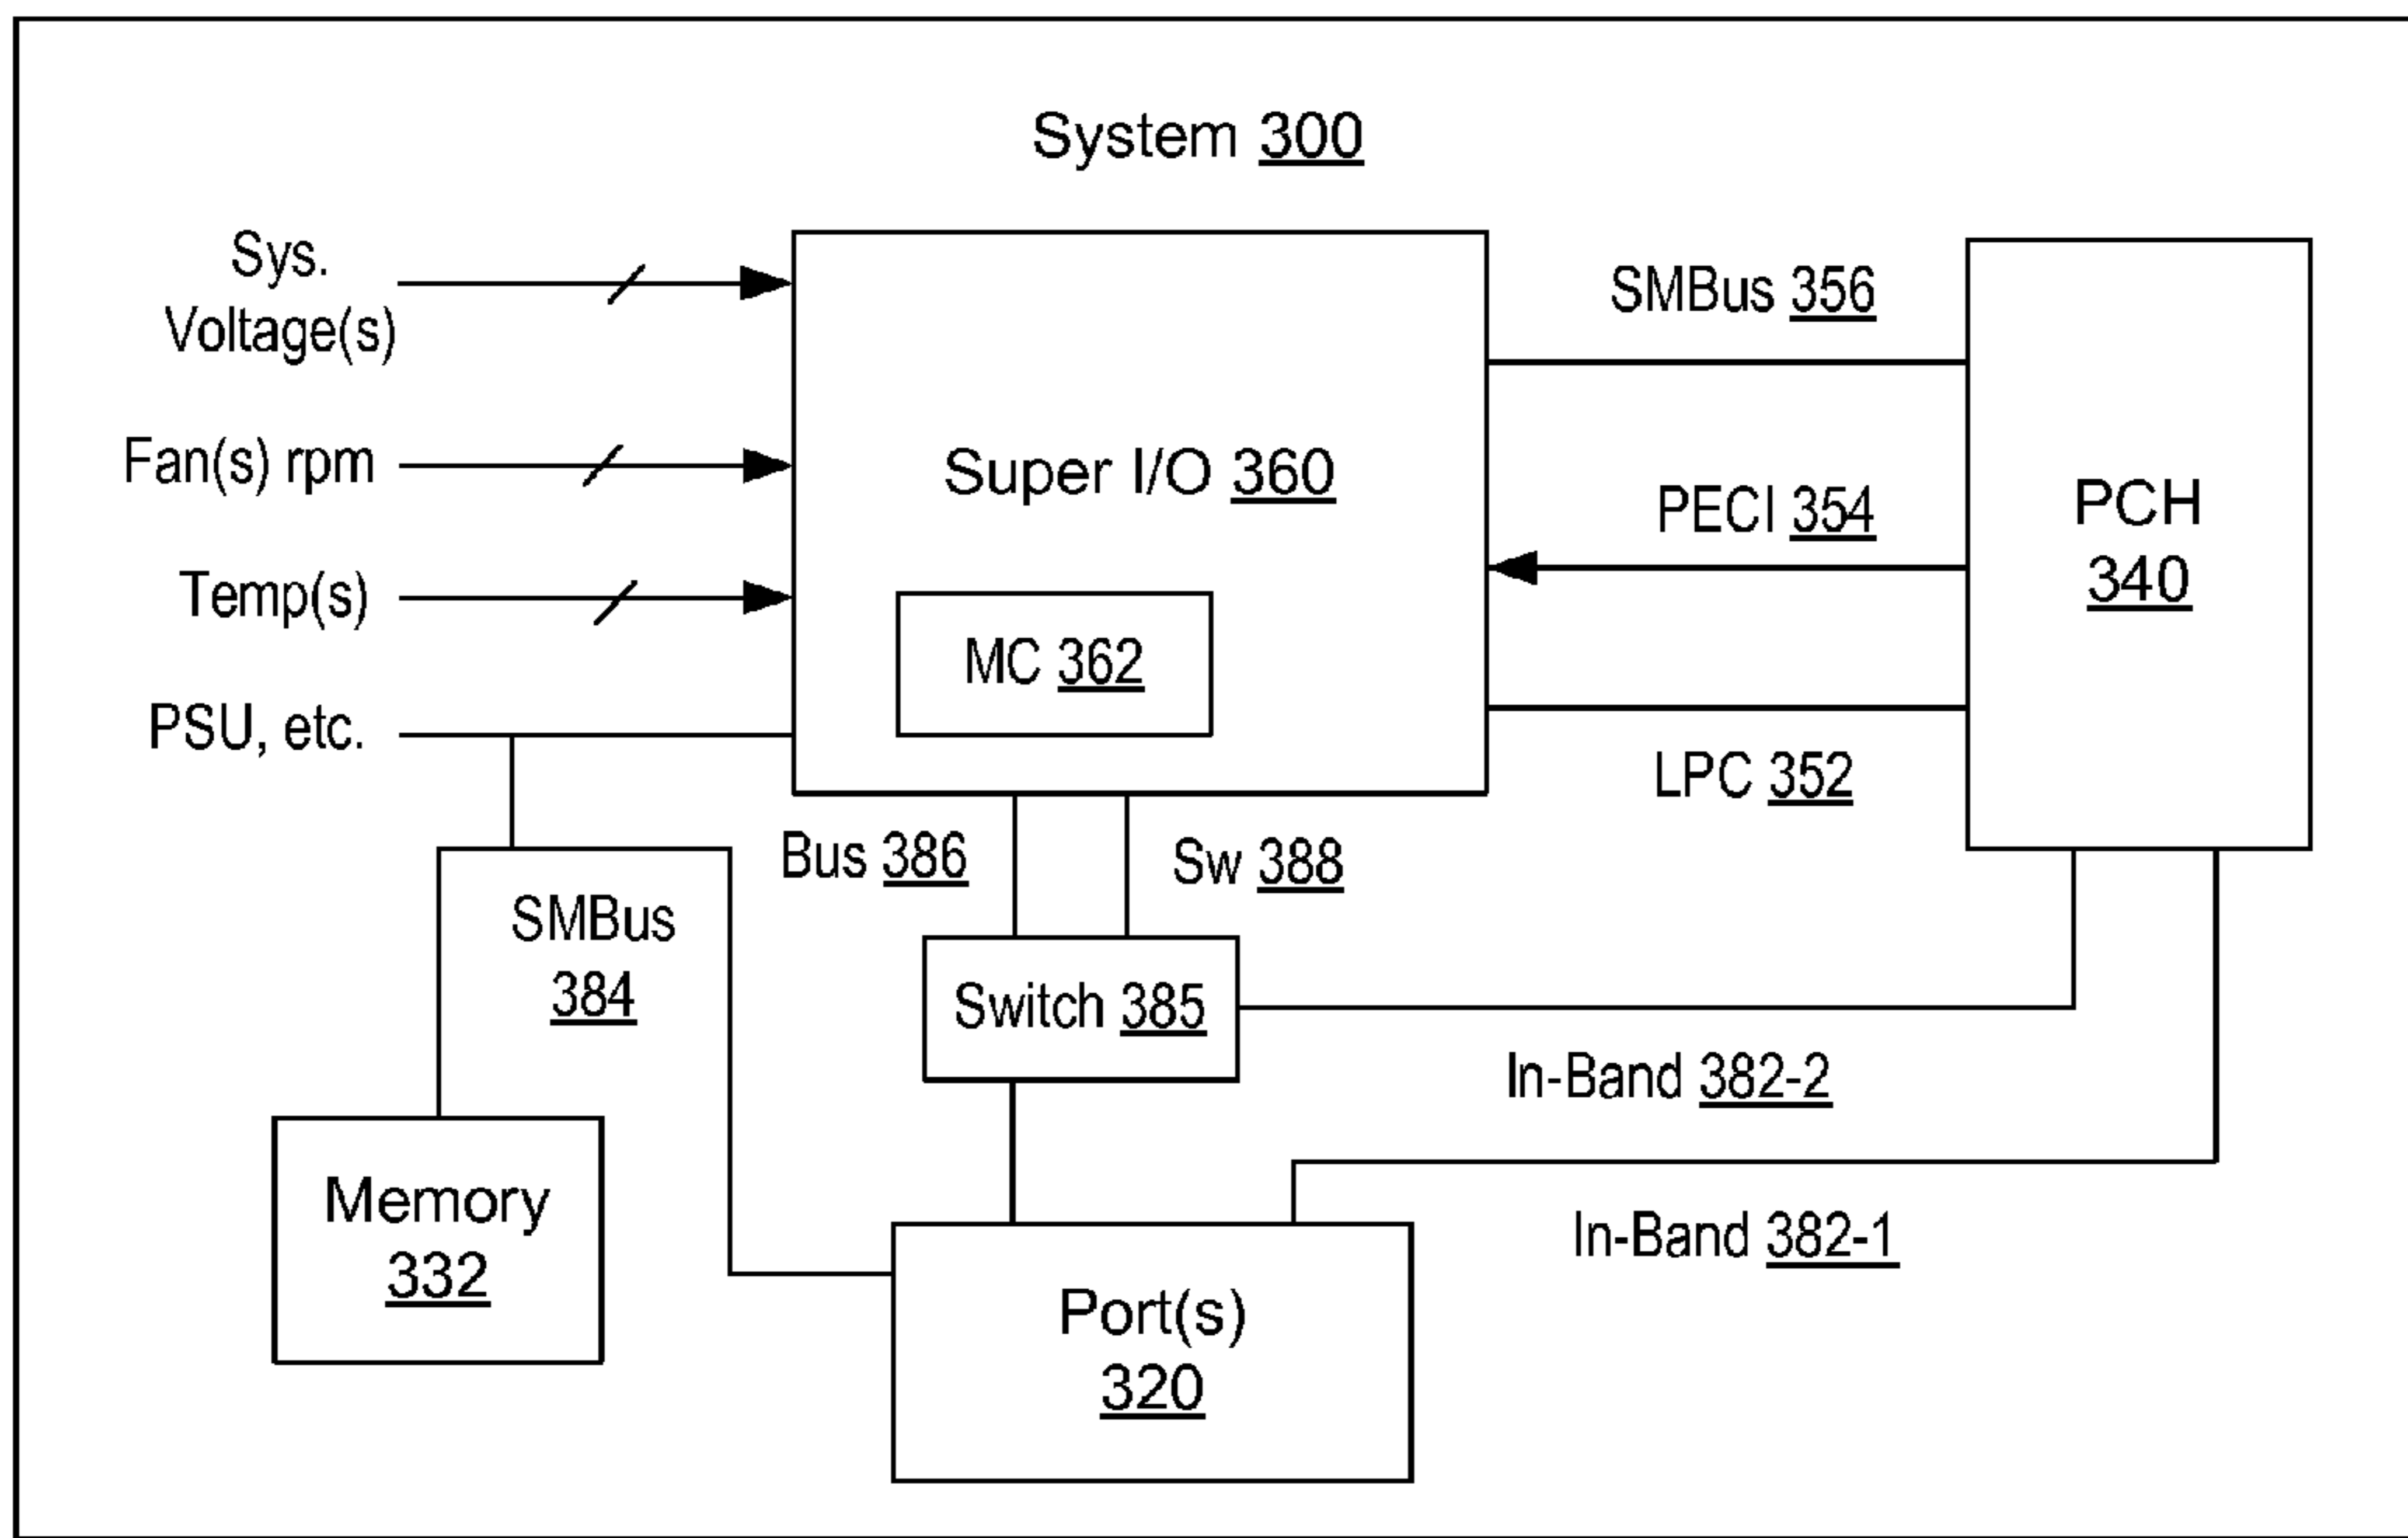 System 300
Sys.
Voltage(s)
SMBus 356
Fan(s) rpm
Super I/O 360
PECI 354
PCH
340
Temp(s)
MC 362
PSU, etc.
LPC 352
Bus 386
Sw 388
SMBus
384
Switch 385
In-Band 382-2
Memory
332
In-Band 382-1
Port(s)
320